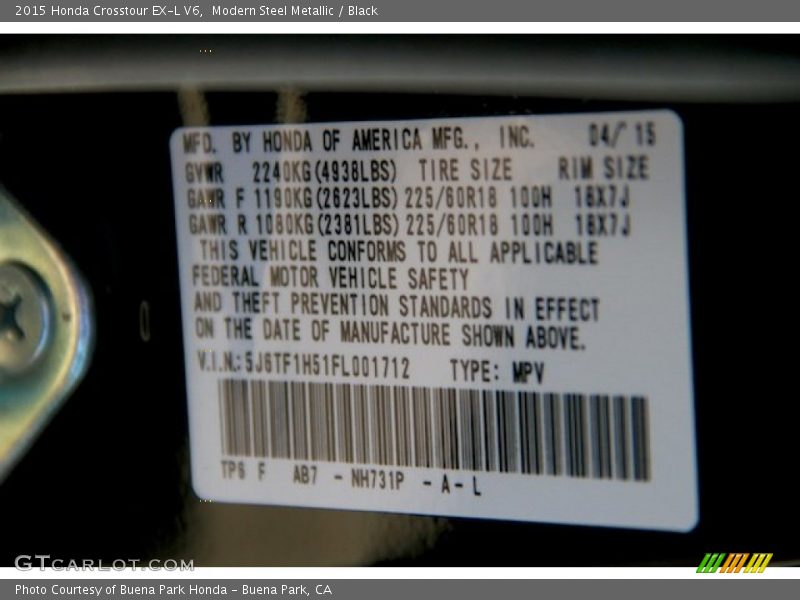 2015 Honda Crosstour EX-L V6,  Modern Steel Metallic / Black
MFD. BY HONDA OF AMERICA MFG., INC. 04/ 15
GVWR 2240KG(4938LBS) TIRE SIZE RIM SIZE
GAWR F 1190KG(2623LBS) 225/60R18 100H 18X7J
GAWR R 1080KG(2381LBS) 225/60R18 100H 18X7J
THIS VEHICLE CONFORMS TO ALL APPLICABLE
FEDERAL MOTOR VEHICLE SAFETY
AND THEFT PREVENTION STANDARDS IN EFFECT
ON THE DATE OF MANUFACTURE SHOWN ABOVE.
V.I.N.: 5J6TF1H51FL001712 TYPE: MPV
TP6 F AB7 - NH731P - A - L
GTCARLOT.COM
Photo Courtesy of Buena Park Honda - Buena Park, CA